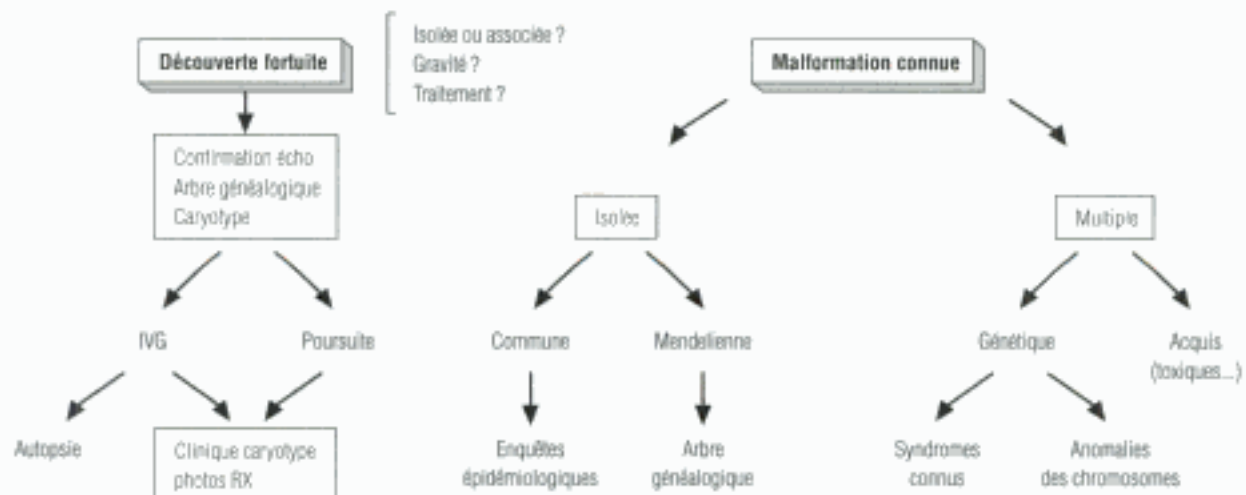 Découverte fortuite
Isolée ou associée ?
Gravité ?
Traitement ?
Malformation connue
Confirmation écho
Arbre généalogique
Caryotype
Isolée
Multiple
IVG
Poursuite
Commune
Mendelienne
Génétique
Acquis
(toxiques...)
Autopsie
Clinique caryotype
photos RX
Enquêtes
épidémiologiques
Arbre
généalogique
Syndromes
connus
Anomalies
des chromosomes